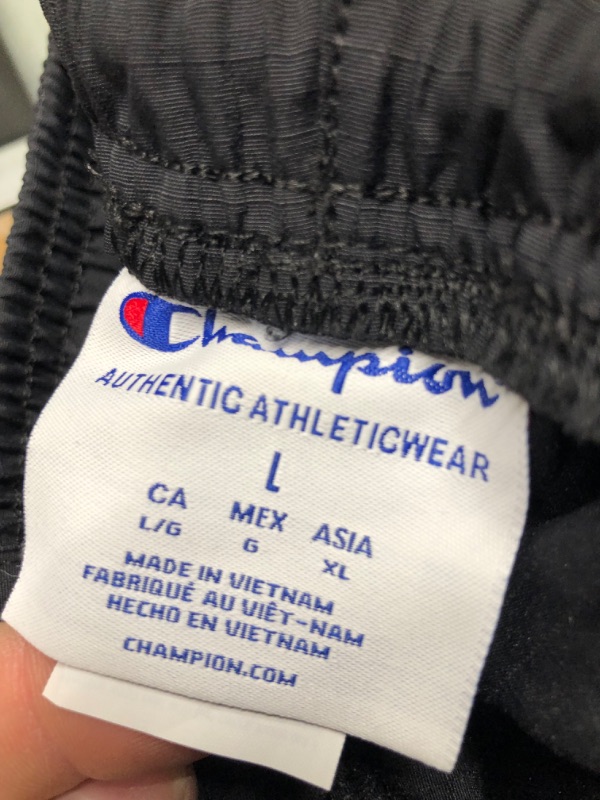 Champion
AUTHENTIC ATHLETICWEAR
L
CA MEX ASIA
L/G G XL
MADE IN VIETNAM
FABRIQUÉ AU VIÊT-NAM
HECHO EN VIETNAM
CHAMPION.COM